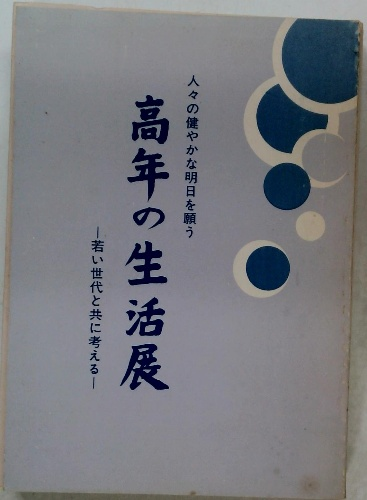 人々の健やかな明日を願う
高年の生活展
―若い世代と共に考える―